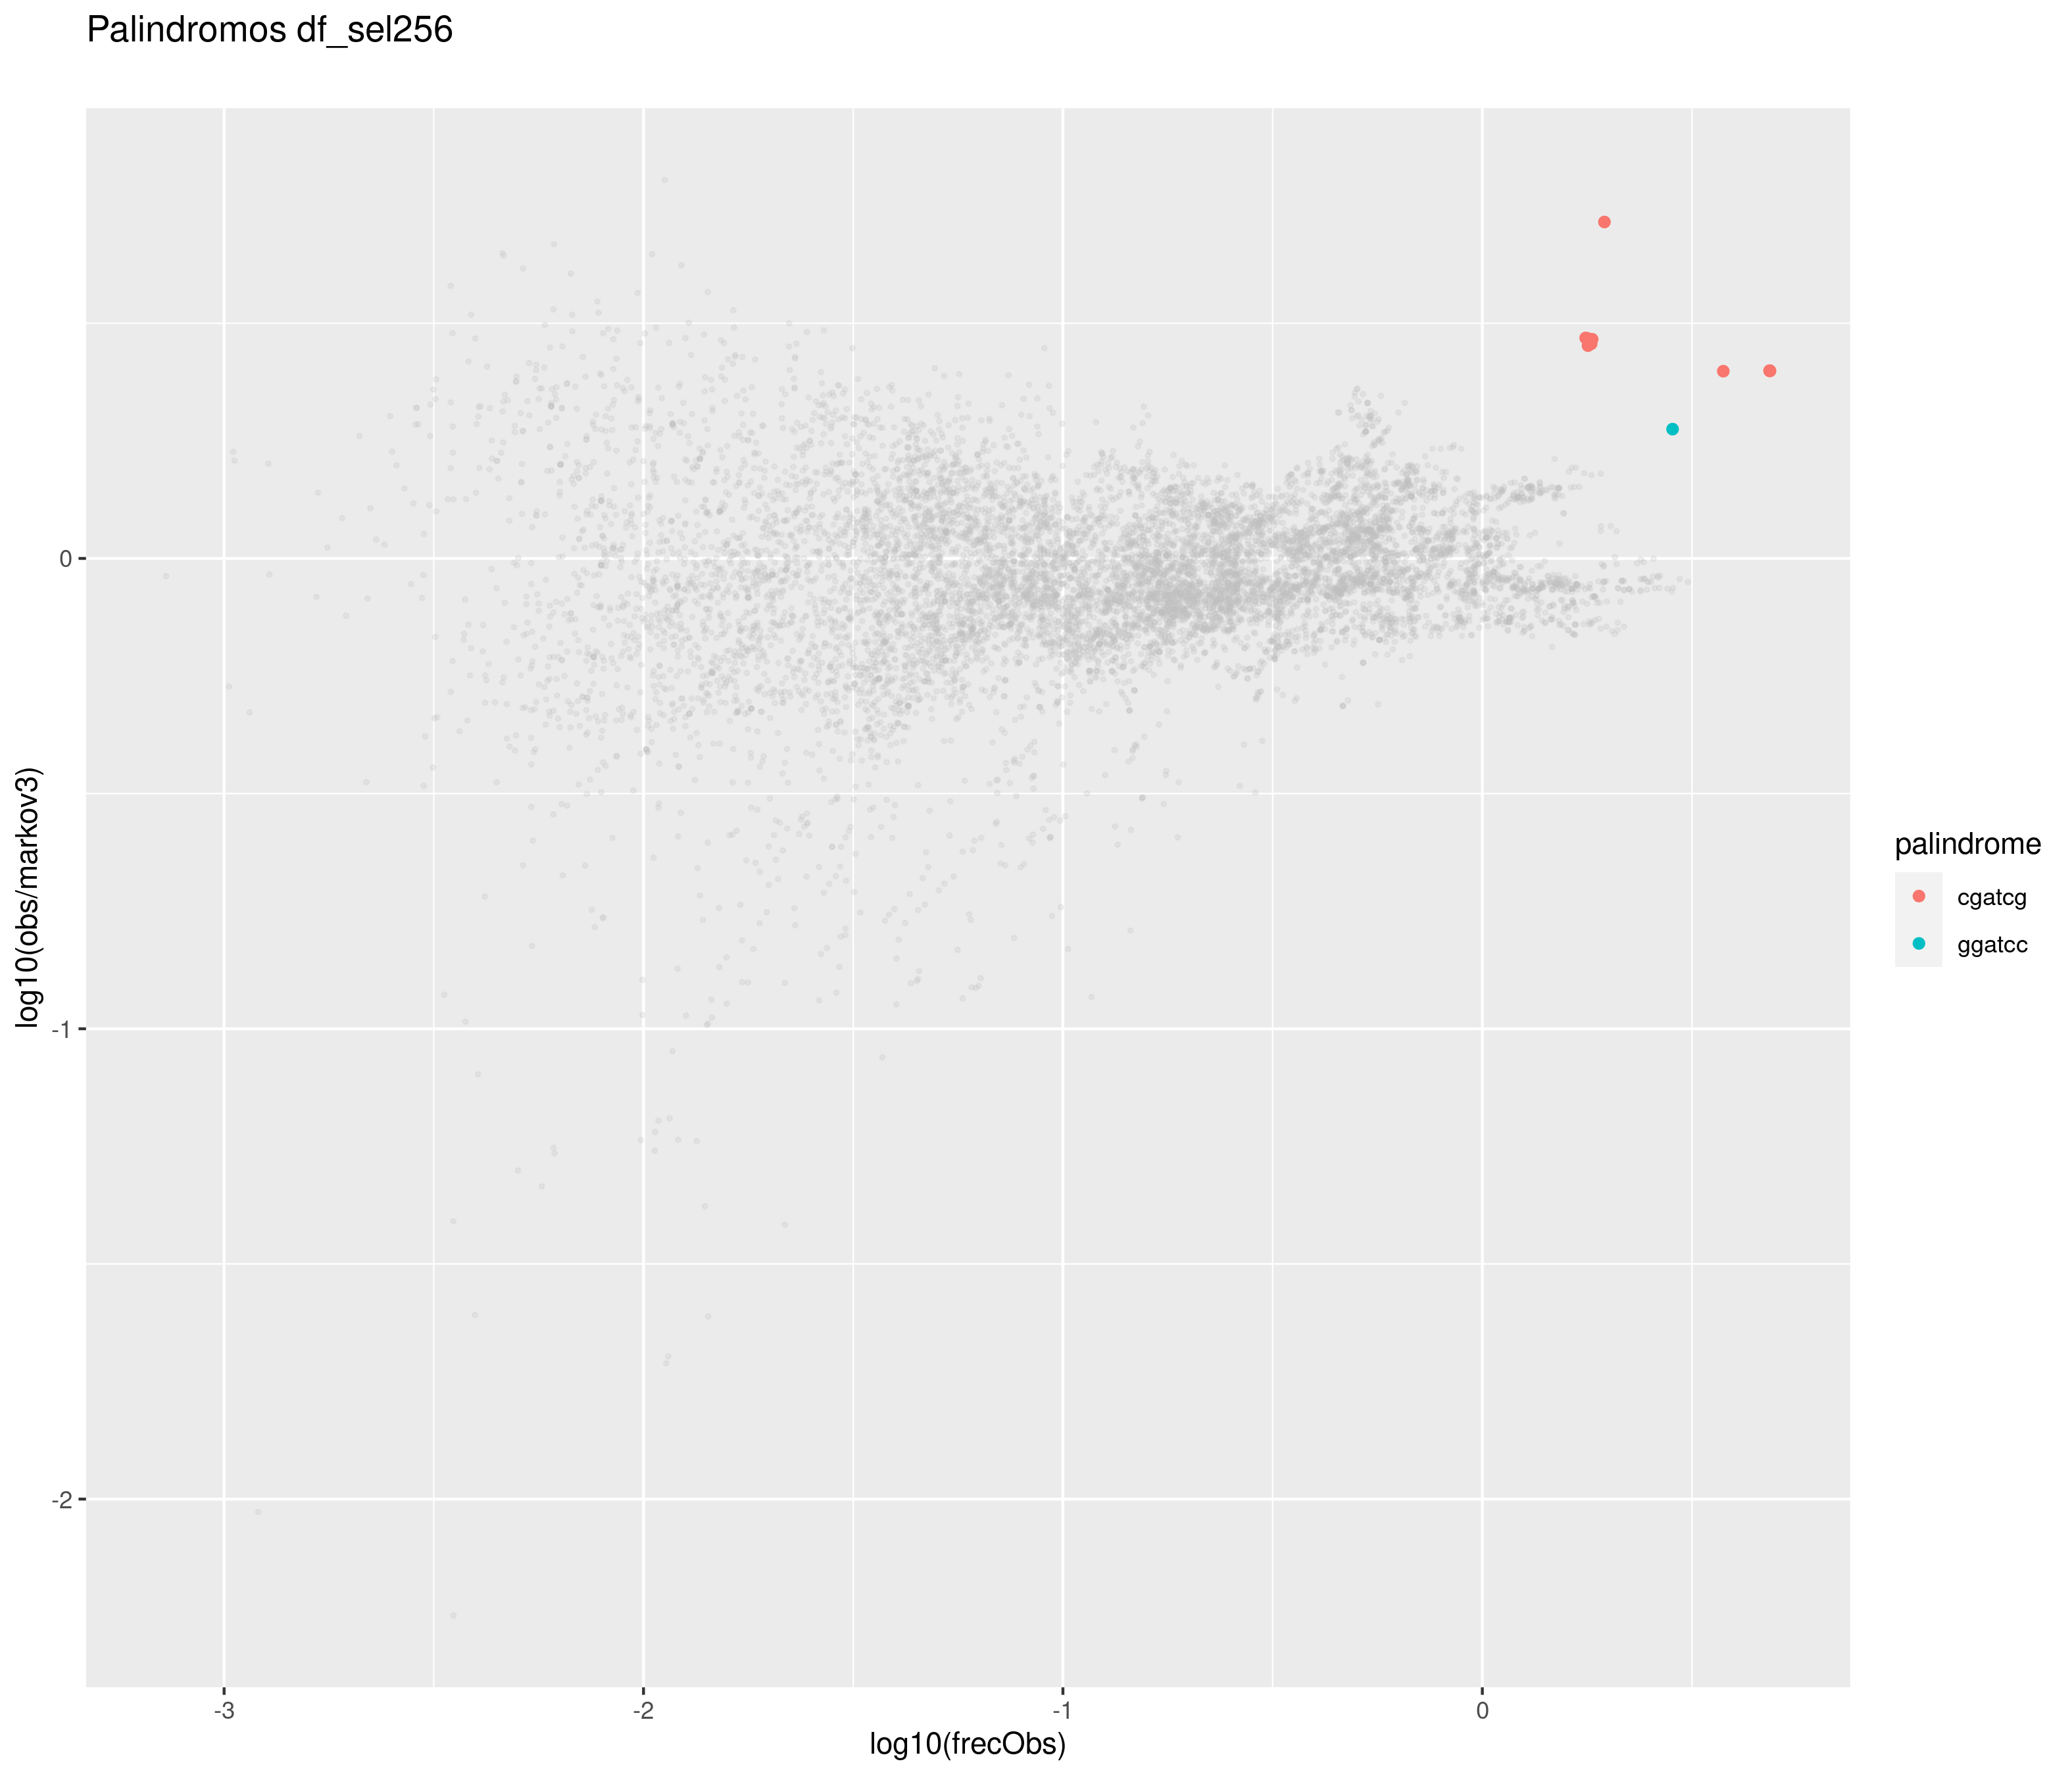 Palindromos df_sel256
log10(obs/markov3)
0
-1
-2
-3
-2
-1
0
log10(frecObs)
palindrome
cgatcg
ggatcc